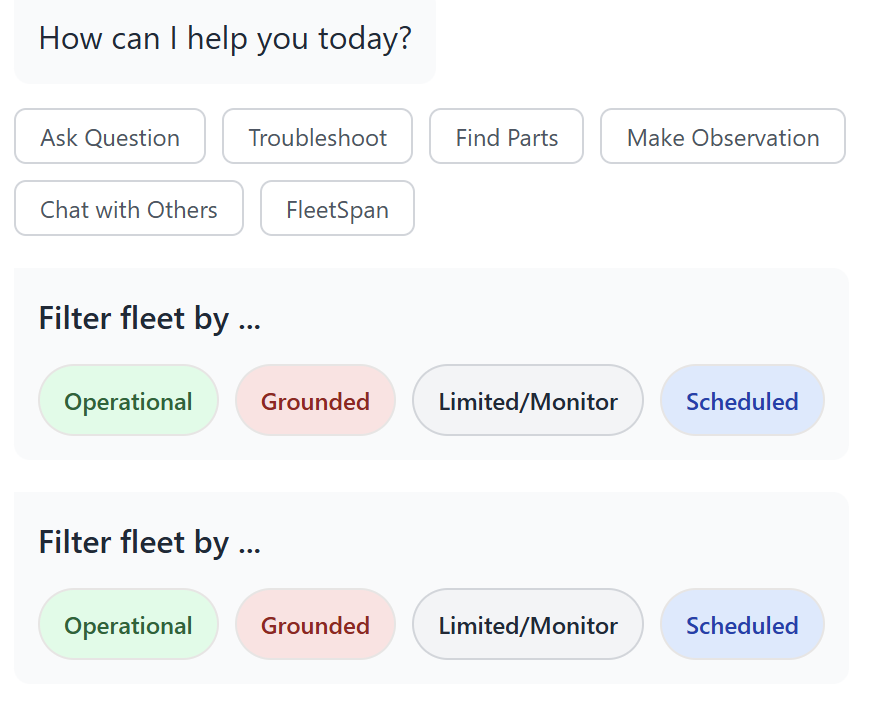 How can I help you today?
Ask Question Troubleshoot Find Parts Make Observation
Chat with Others FleetSpan
Filter fleet by ...
Operational Grounded Limited/Monitor Scheduled
Filter fleet by ...
Operational Grounded Limited/Monitor Scheduled